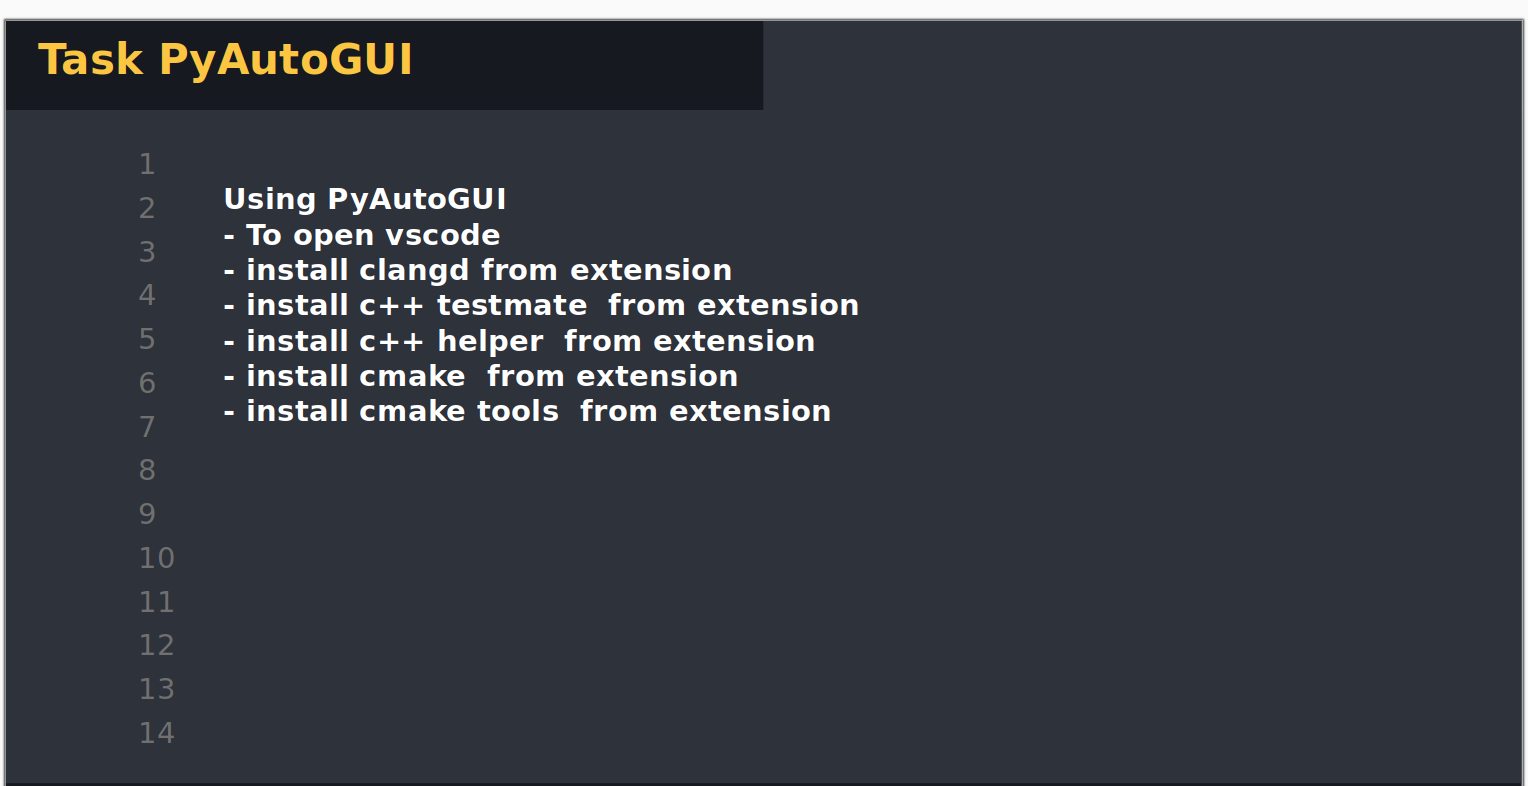 Task PyAutoGUI
1
2
3
4
5
6
7
8
9
10
11
12
13
14
Using PyAutoGUI
- To open vscode
- install clangd from extension
- install c++ testmate  from extension
- install c++ helper  from extension
- install cmake  from extension
- install cmake tools  from extension